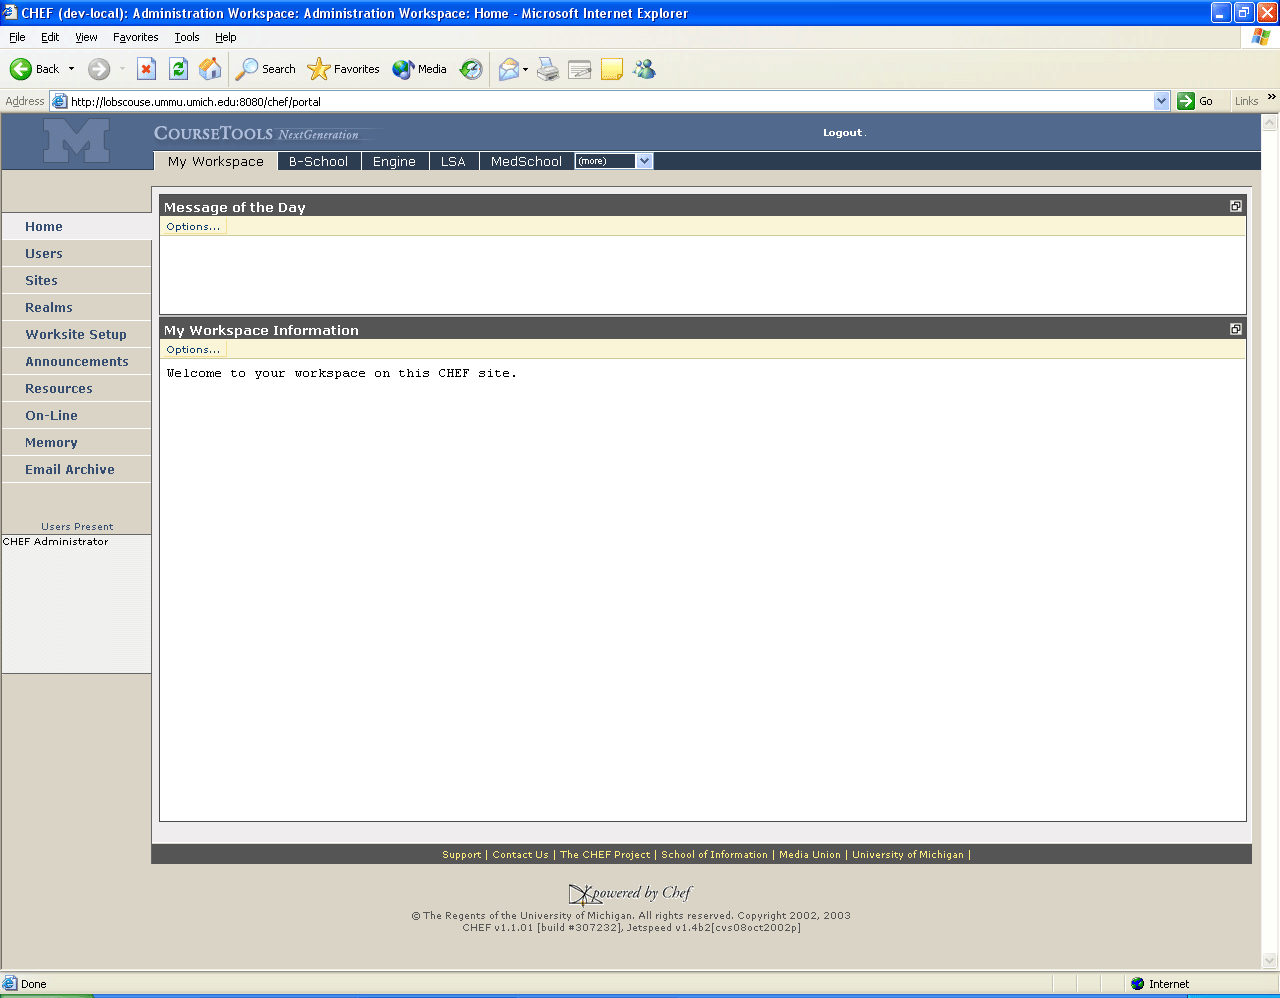 CHEF (dev-local): Administration Workspace: Administration Workspace: Home - Microsoft Internet Explorer
File Edit View Favorites Tools Help
Back Search Favorites Media
Address http://lobscouse.ummu.umich.edu:8080/chef/portal Go Links »
M COURSETOOLS NextGeneration Logout.
My Workspace B-School Engine LSA MedSchool (more)
Message of the Day
Options...
My Workspace Information
Options...
Welcome to your workspace on this CHEF site.
Home
Users
Sites
Realms
Worksite Setup
Announcements
Resources
On-Line
Memory
Email Archive
Users Present
CHEF Administrator
Support | Contact Us | The CHEF Project | School of Information | Media Union | University of Michigan |
powered by Chef
© The Regents of the University of Michigan. All rights reserved. Copyright 2002, 2003
CHEF v1.1.01 [build #307232], Jetspeed v1.4b2[cvs08oct2002p]
Done Internet